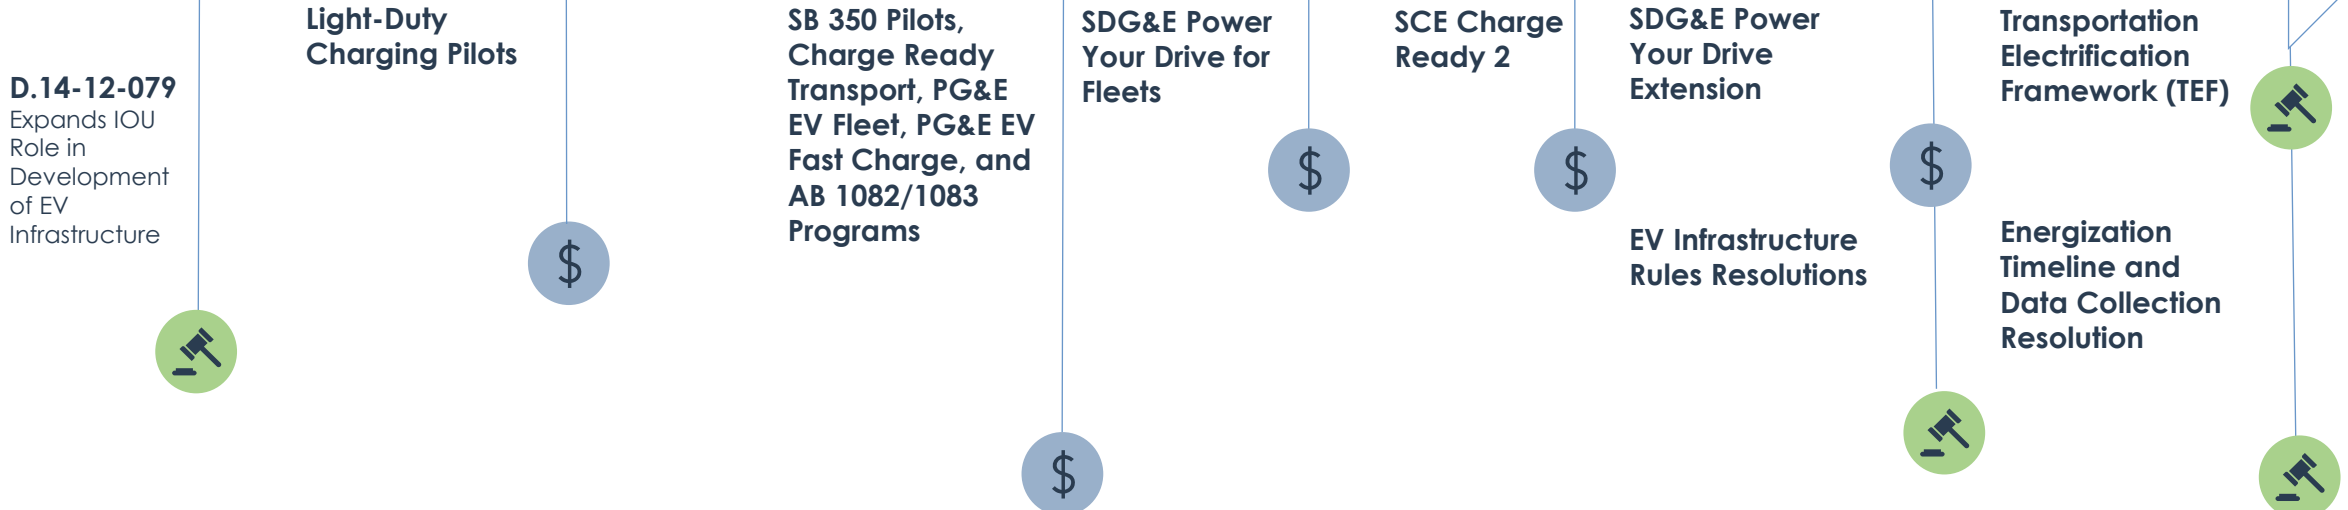 D.14-12-079
Expands IOU
Role in
Development
of EV
Infrastructure
Light-Duty
Charging Pilots
$
SB 350 Pilots,
Charge Ready
Transport, PG&E
EV Fleet, PG&E EV
Fast Charge, and
AB 1082/1083
Programs
$
SDG&E Power
Your Drive for
Fleets
$
SCE Charge
Ready 2
$
SDG&E Power
Your Drive
Extension
$
EV Infrastructure
Rules Resolutions
Transportation
Electrification
Framework (TEF)
Energization
Timeline and
Data Collection
Resolution